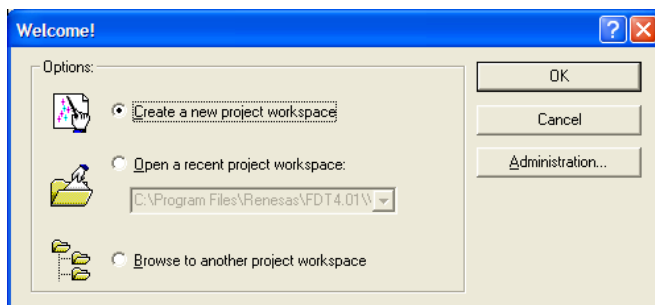 Welcome!
Options:
Create a new project workspace
Open a recent project workspace:
C:\Program Files\Renesas\FDT4.01\
Browse to another project workspace
OK
Cancel
Administration...